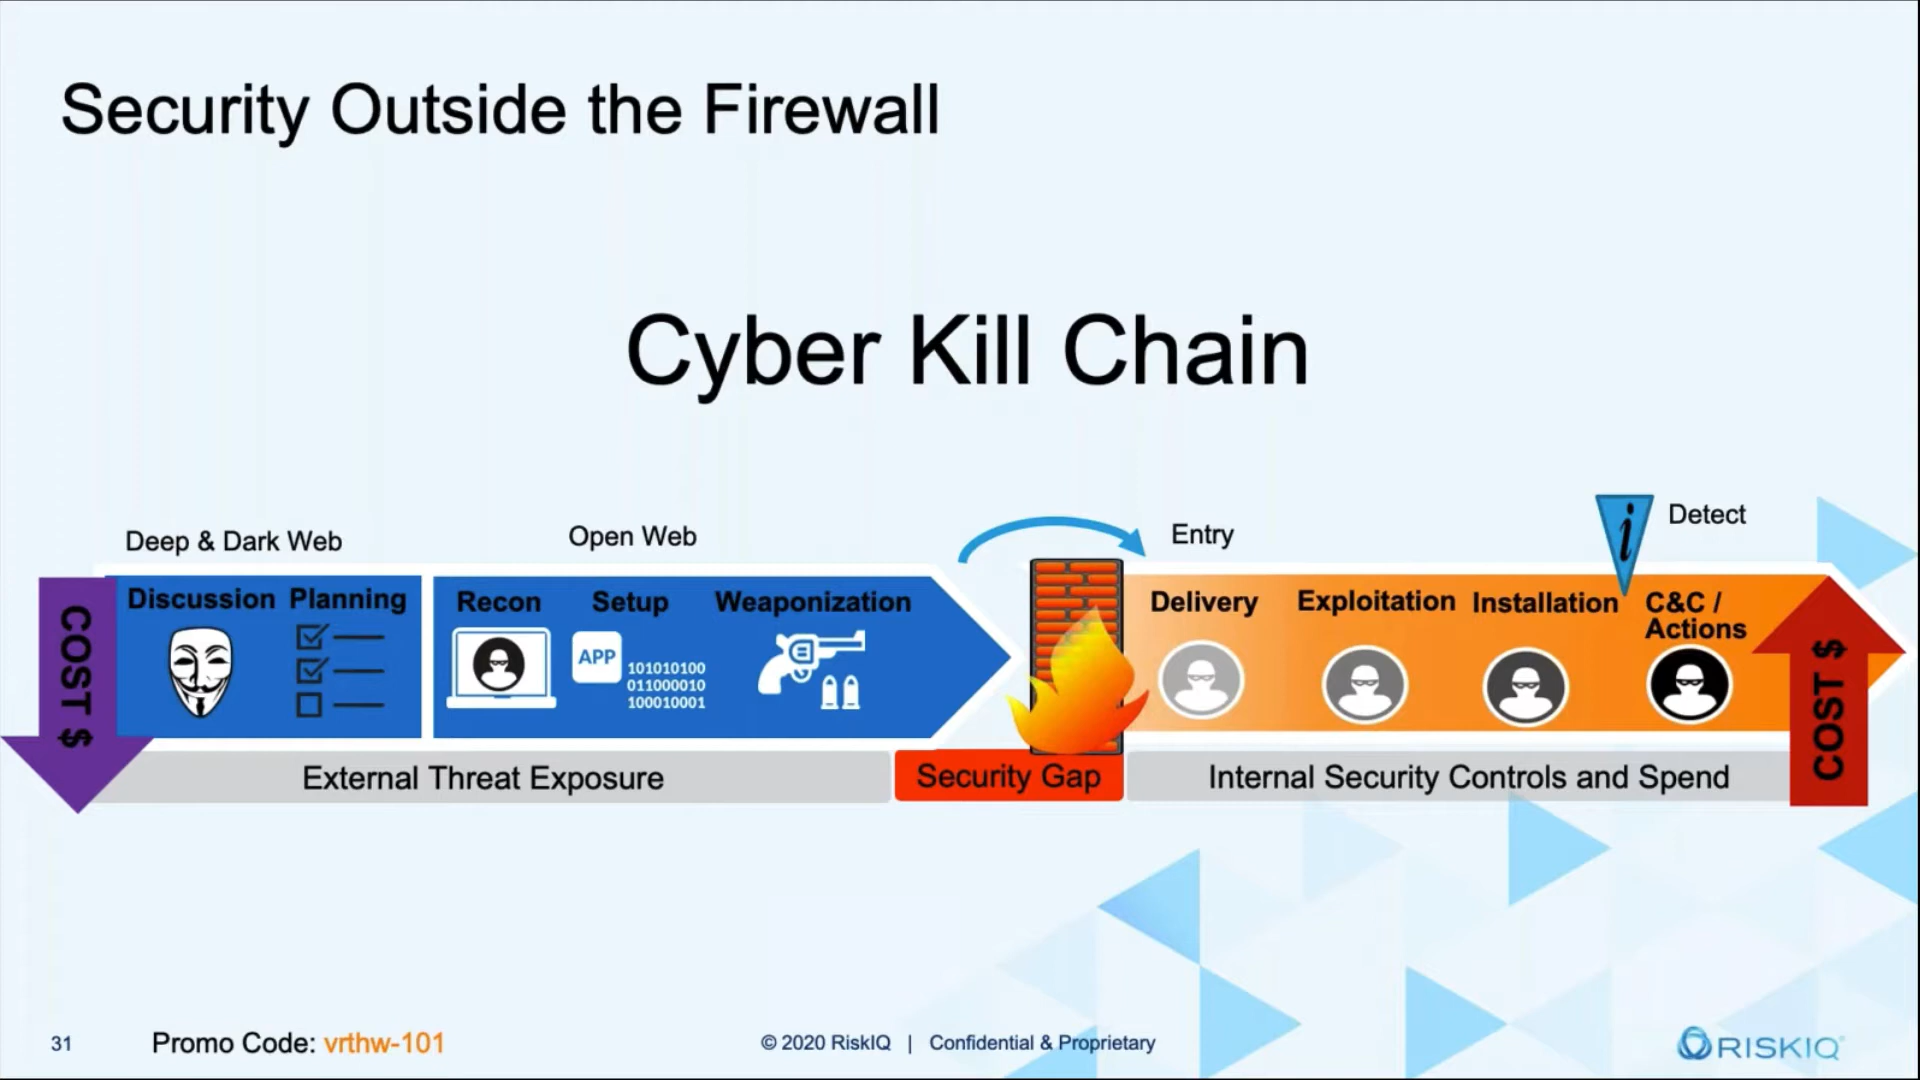 Security Outside the Firewall
Cyber Kill Chain
Deep & Dark Web
Open Web
Entry
Detect
COST $
Discussion
Planning
Recon
Setup
Weaponization
APP
101010100
011000010
100010001
Delivery
Exploitation
Installation
C&C /
Actions
COST $
External Threat Exposure
Security Gap
Internal Security Controls and Spend
i
31
Promo Code: vrthw-101
© 2020 RiskIQ | Confidential & Proprietary
RISKIQ